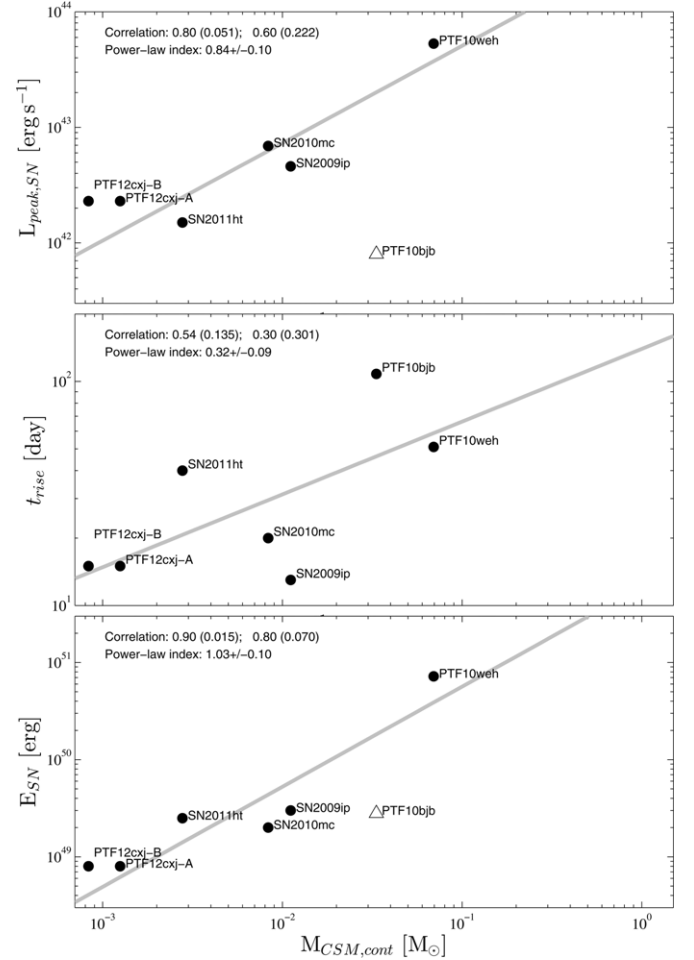 10^44
Correlation: 0.80 (0.051);   0.60 (0.222)
Power-law index: 0.84+/-0.10
PTF10weh
10^43
SN2010mc
SN2009ip
PTF12cxj-B
PTF12cxj-A
SN2011ht
10^42
PTF10bjb
L_peak,SN [erg s^-1]
Correlation: 0.54 (0.135);   0.30 (0.301)
Power-law index: 0.32+/-0.09
10^2
PTF10bjb
PTF10weh
SN2011ht
SN2010mc
PTF12cxj-B
PTF12cxj-A
SN2009ip
10^1
t_rise [day]
Correlation: 0.90 (0.015);   0.80 (0.070)
Power-law index: 1.03+/-0.10
10^51
PTF10weh
10^50
SN2011ht
SN2009ip
PTF10bjb
SN2010mc
PTF12cxj-B
PTF12cxj-A
10^49
E_SN [erg]
10^-3 10^-2 10^-1 10^0
M_CSM,cont [M_⊙]